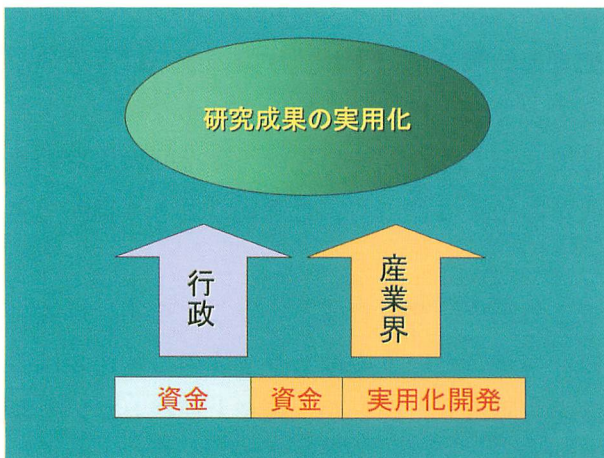 研究成果の実用化
行政
産業界
資金
資金
実用化開発